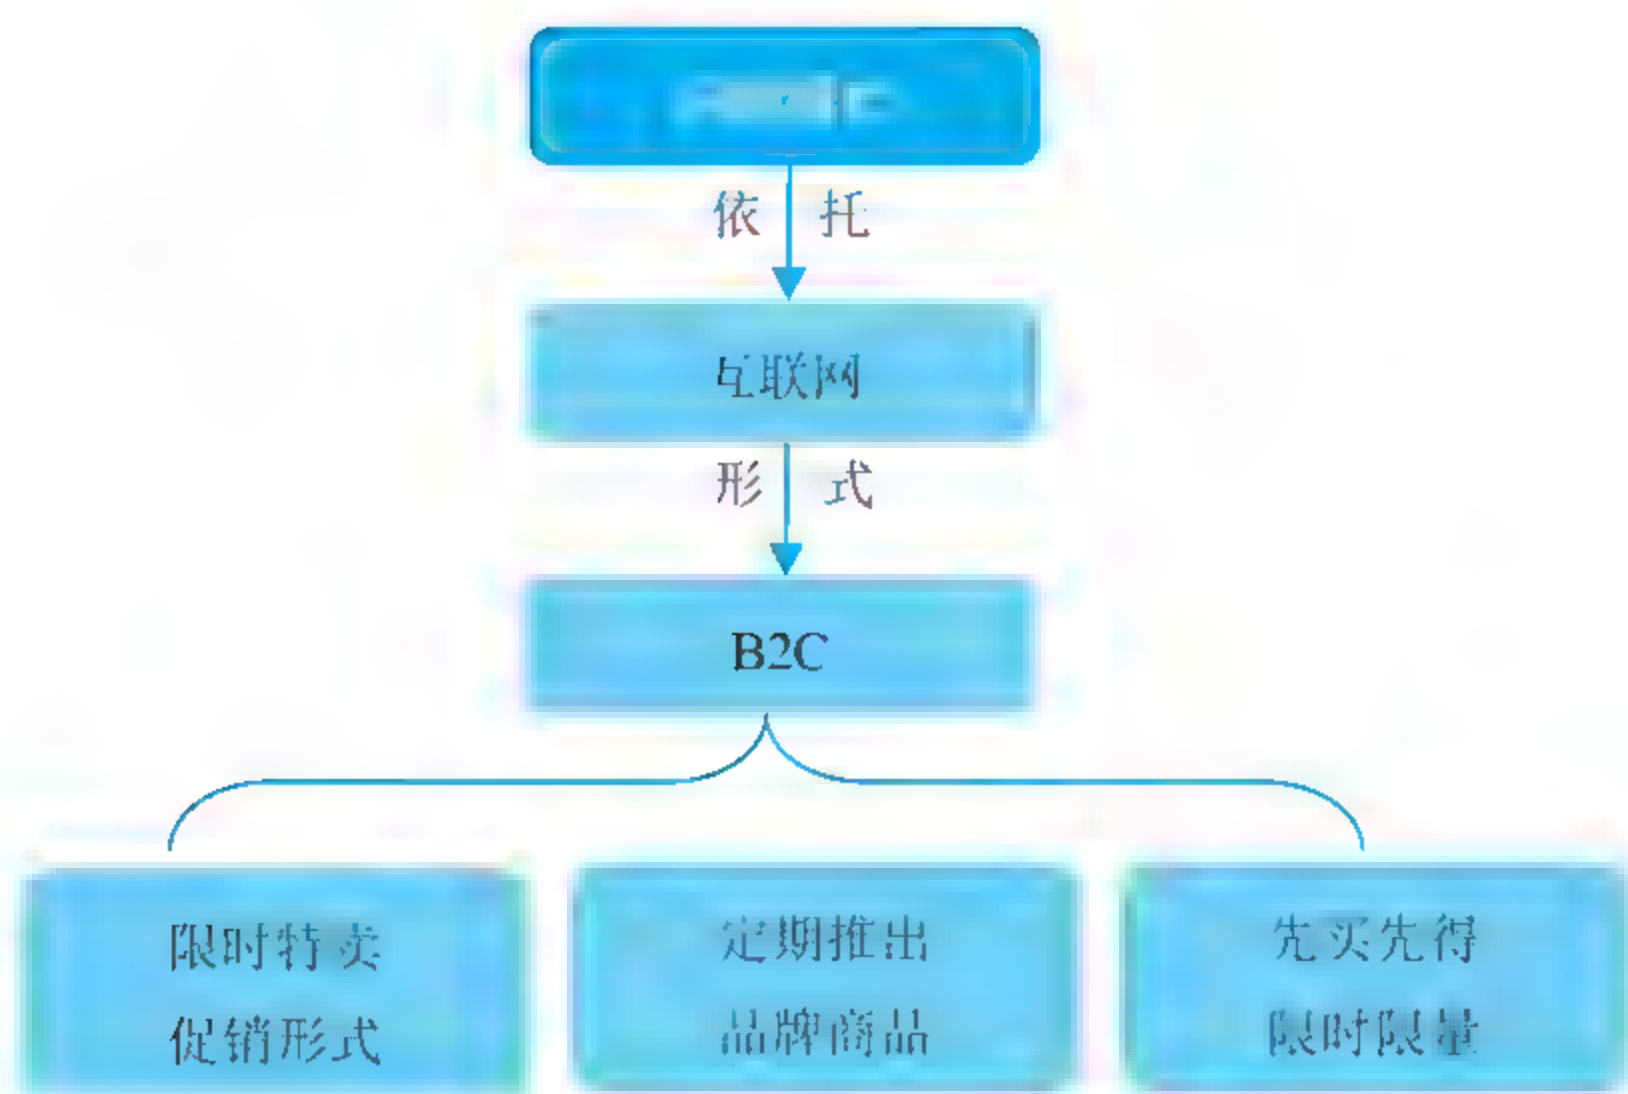 依 托
互联网
形 式
B2C
限时特卖
促销形式
定期推出
品牌商品
先买先得
限时限量